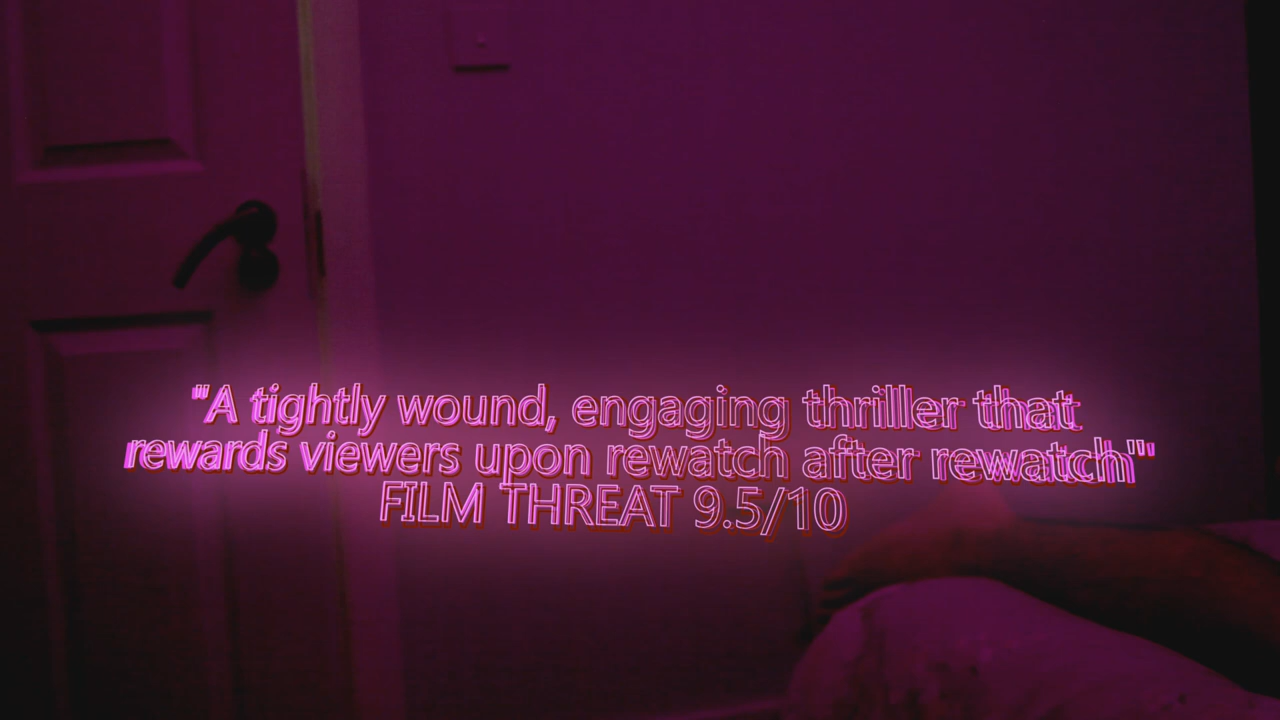 "A tightly wound, engaging thriller that
rewards viewers upon rewatch after rewatch"
FILM THREAT 9.5/10